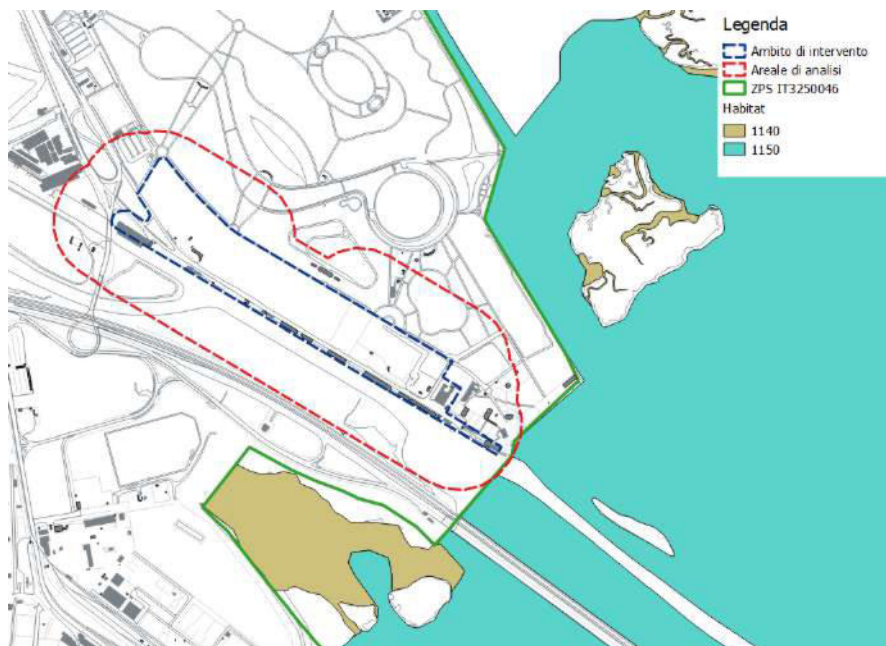 Legenda
Ambito di intervento
Areale di analisi
ZPS IT3250046
Habitat
1140
1150